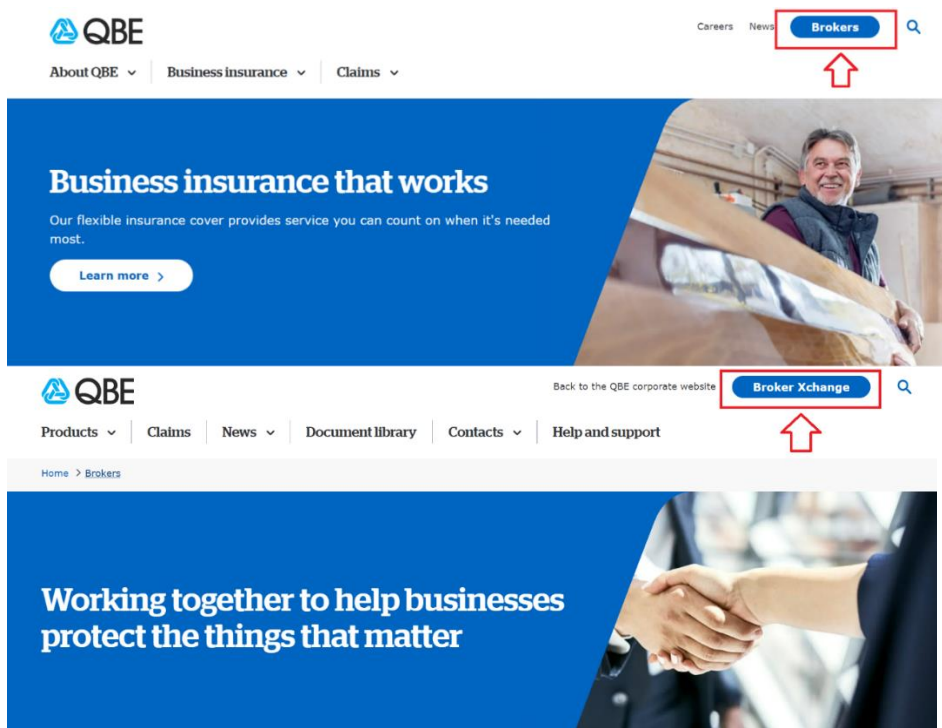 QBE
Careers News Brokers
About QBE Business insurance Claims
Business insurance that works
Our flexible insurance cover provides service you can count on when it's needed
most.
Learn more
QBE
Back to the QBE corporate website Broker Xchange
Products Claims News Document library Contacts Help and support
Home > Brokers
Working together to help businesses
protect the things that matter